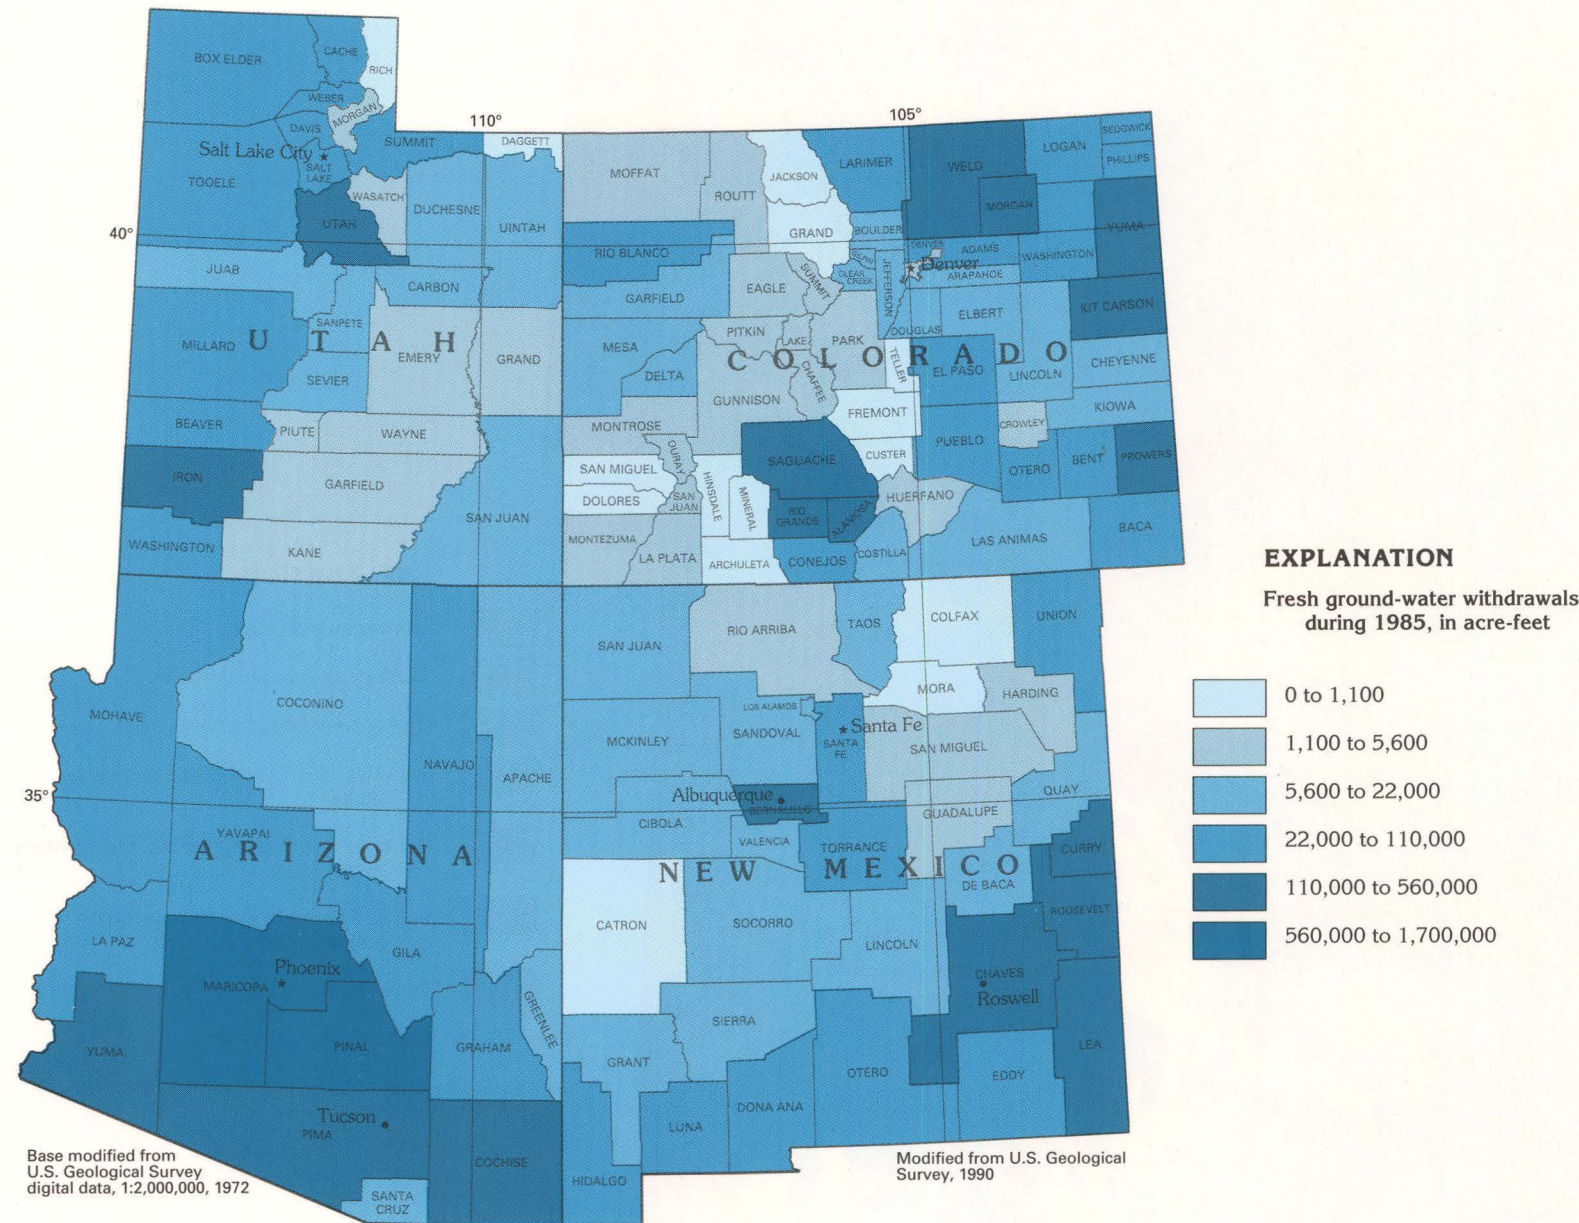 BOX ELDER
CACHE
RICH
WEBER
MORGAN
DAVIS
Salt Lake City
SALT
LAKE
SUMMIT
110°
DAGGETT
TOOELE
WASATCH
DUCHESNE
UINTAH
UTAH
40°
JUAB
CARBON
SANPETE
MILLARD
UTAH
EMERY
GRAND
SEVIER
BEAVER
PIUTE
WAYNE
IRON
GARFIELD
SAN JUAN
WASHINGTON
KANE
105°
MOFFAT
ROUTT
JACKSON
LARIMER
WELD
LOGAN
SEDGWICK
PHILLIPS
MORGAN
YUMA
RIO BLANCO
GRAND
BOULDER
GILPIN
CLEAR
CREEK
JEFFERSON
DENVER
Denver
ADAMS
ARAPAHOE
WASHINGTON
GARFIELD
EAGLE
SUMMIT
DOUGLAS
ELBERT
KIT CARSON
MESA
PITKIN
LAKE
PARK
COLORADO
DELTA
GUNNISON
CHAFFEE
TELLER
EL PASO
LINCOLN
CHEYENNE
MONTROSE
FREMONT
CROWLEY
KIOWA
OURAY
SAN MIGUEL
SAGUACHE
CUSTER
PUEBLO
OTERO
BENT
PROWERS
DOLORES
SAN
JUAN
HINSDALE
MINERAL
RIO
GRANDE
ALAMOSA
HUERFANO
MONTEZUMA
LA PLATA
ARCHULETA
CONEJOS
COSTILLA
LAS ANIMAS
BACA
MOHAVE
COCONINO
NAVAJO
APACHE
35°
YAVAPAI
ARIZONA
LA PAZ
GILA
Phoenix
MARICOPA
GREENLEE
YUMA
PINAL
GRAHAM
Tucson
PIMA
COCHISE
SANTA
CRUZ
SAN JUAN
RIO ARRIBA
TAOS
COLFAX
UNION
MORA
HARDING
LOS ALAMOS
MCKINLEY
SANDOVAL
Santa Fe
SANTA
FE
SAN MIGUEL
Albuquerque
BERNALILLO
QUAY
CIBOLA
GUADALUPE
VALENCIA
TORRANCE
CURRY
NEW MEXICO
DE BACA
CATRON
SOCORRO
LINCOLN
ROOSEVELT
CHAVES
Roswell
SIERRA
GRANT
OTERO
EDDY
LEA
DONA ANA
LUNA
HIDALGO
EXPLANATION
Fresh ground-water withdrawals
during 1985, in acre-feet
0 to 1,100
1,100 to 5,600
5,600 to 22,000
22,000 to 110,000
110,000 to 560,000
560,000 to 1,700,000
Base modified from
U.S. Geological Survey
digital data, 1:2,000,000, 1972
Modified from U.S. Geological
Survey, 1990